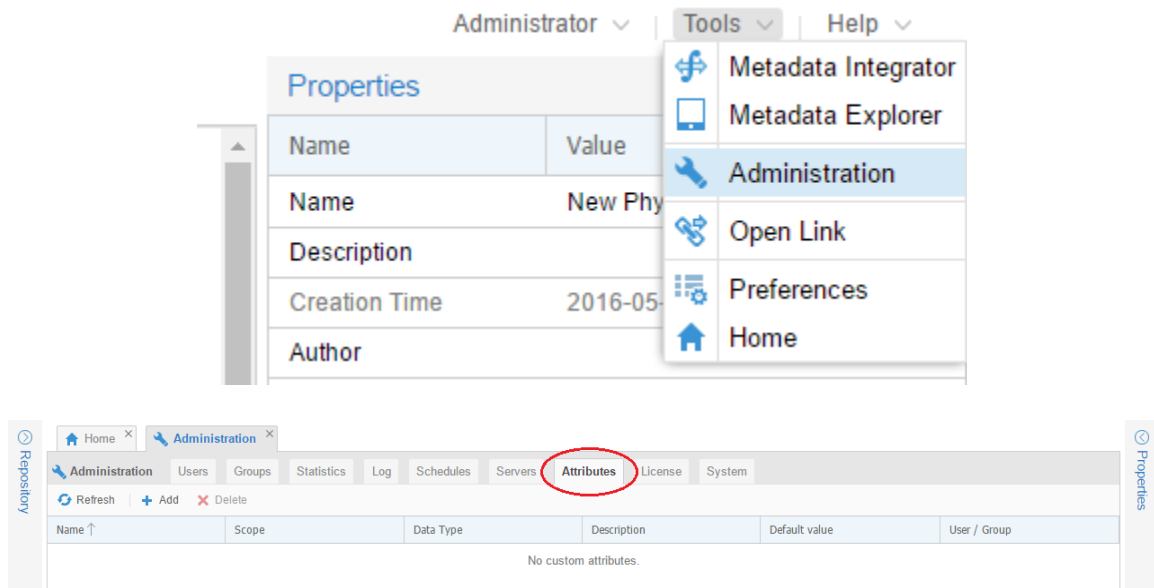 Administrator Tools Help
Metadata Integrator
Properties
Metadata Explorer
Name Value
Administration
Name New Phy
Open Link
Description
Creation Time 2016-05-
Preferences
Home
Author
Home Administration
Repository
Properties
Administration Users Groups Statistics Log Schedules Servers Attributes License System
Refresh Add Delete
Name Scope Data Type Description Default value User / Group
No custom attributes.